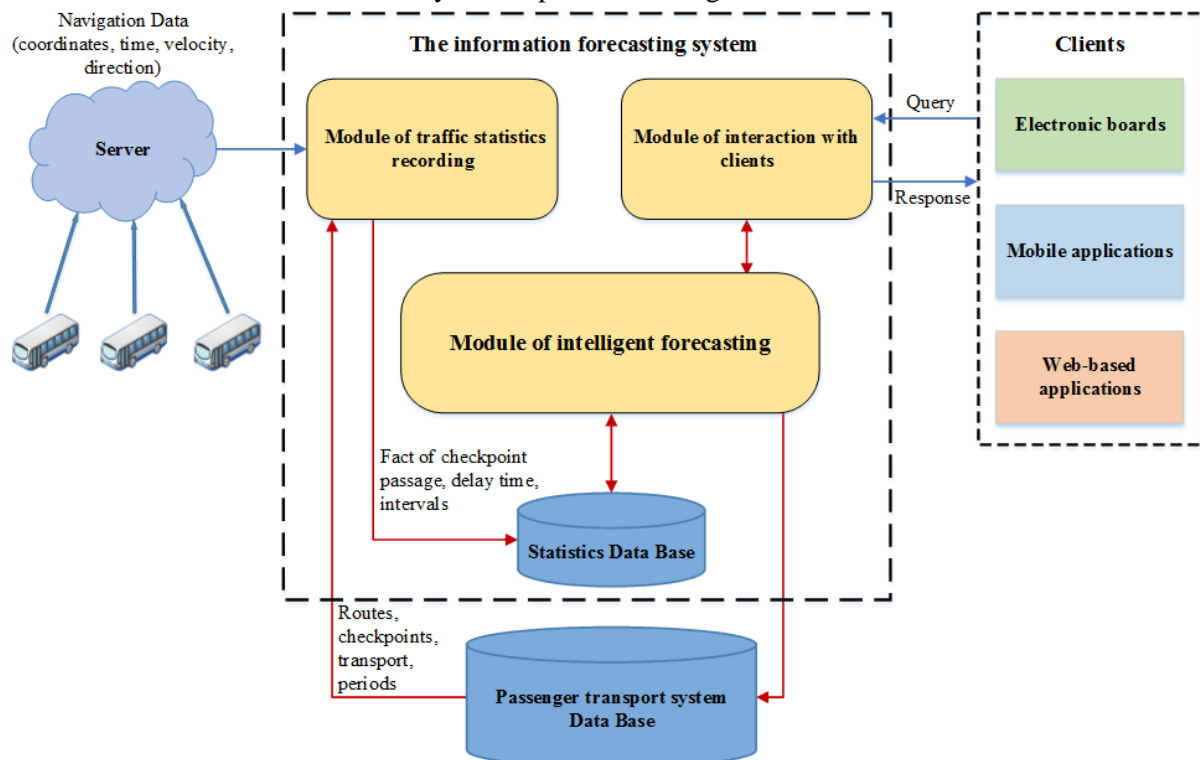 Navigation Data
(coordinates, time, velocity,
direction)
Server
The information forecasting system
Module of traffic statistics
recording
Module of interaction with
clients
Query
Response
Clients
Electronic boards
Mobile applications
Web-based
applications
Module of intelligent forecasting
Fact of checkpoint
passage, delay time,
intervals
Statistics Data Base
Routes,
checkpoints,
transport,
periods
Passenger transport system
Data Base